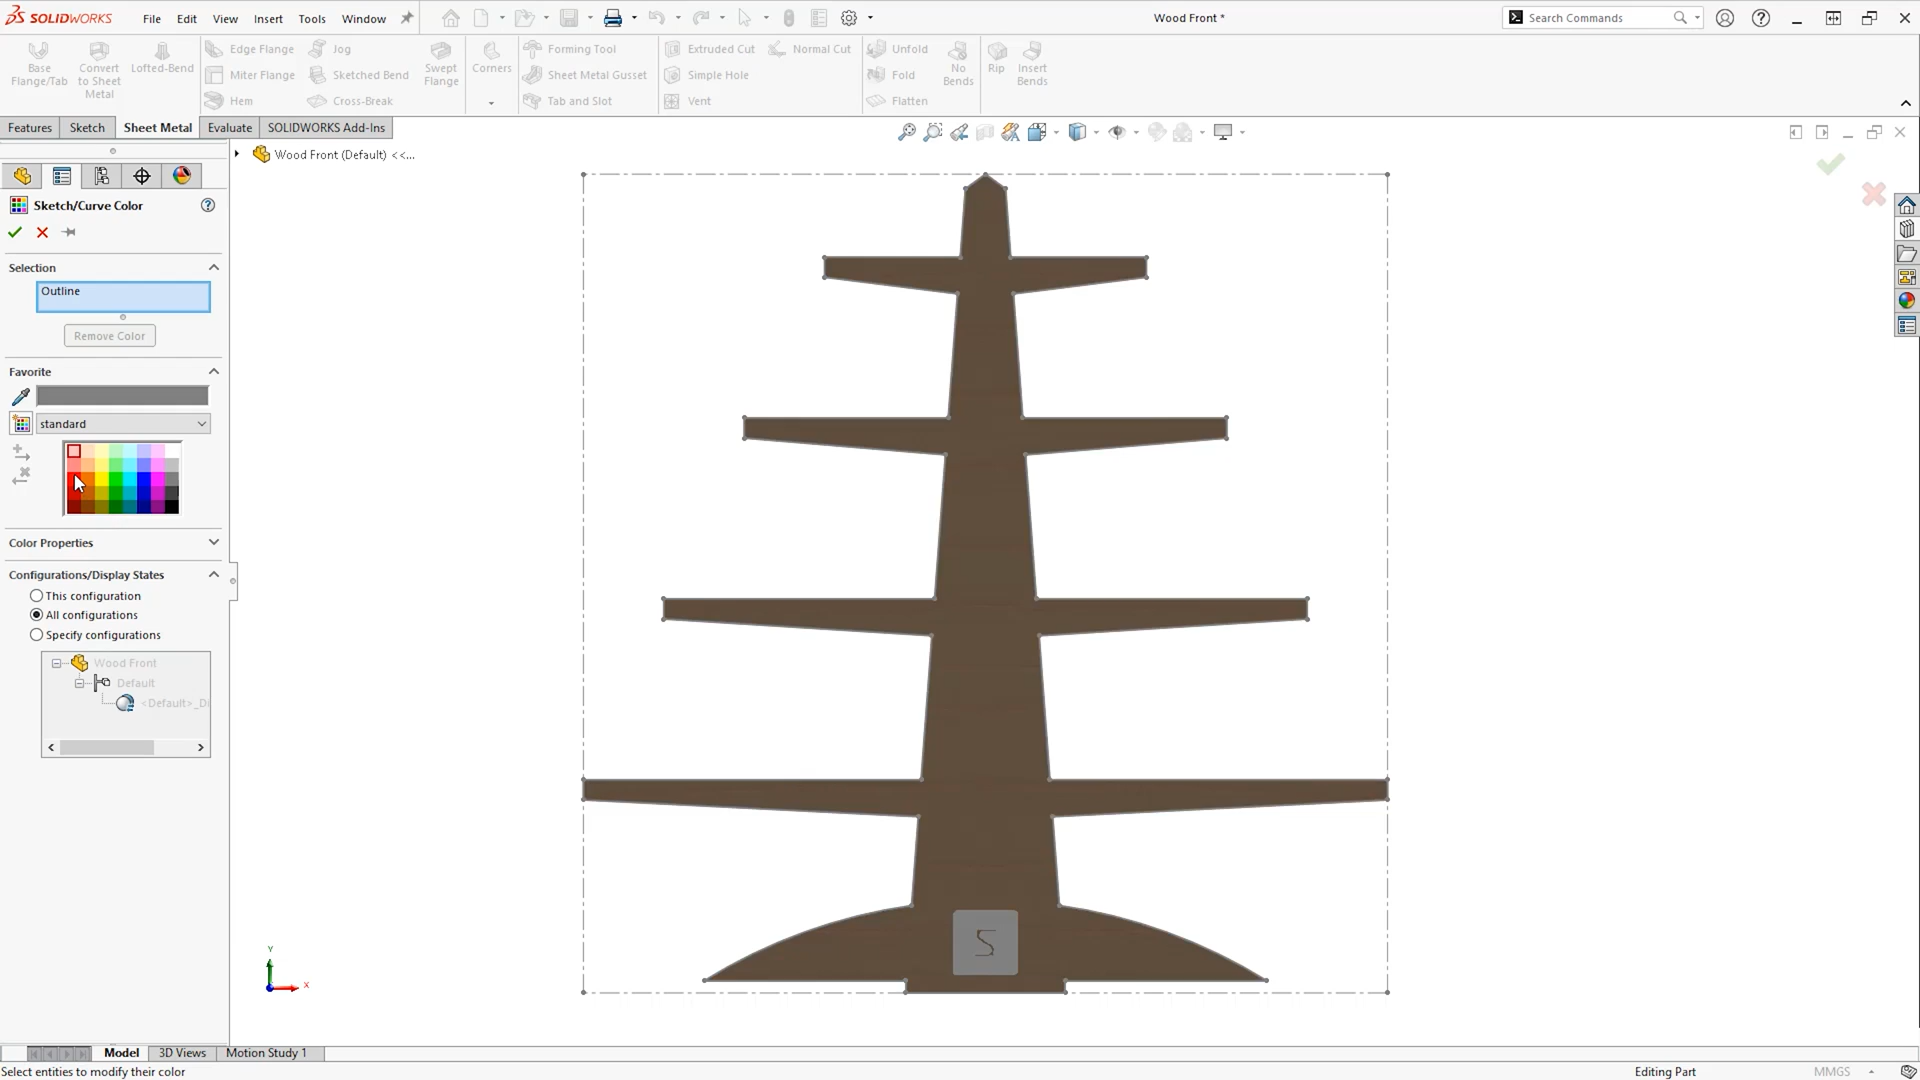 SOLIDWORKS
File Edit View Insert Tools Window
Wood Front *
Search Commands
Base Flange/Tab
Convert to Sheet Metal
Lofted-Bend
Edge Flange
Miter Flange
Hem
Jog
Sketched Bend
Cross-Break
Swept Flange
Corners
Forming Tool
Sheet Metal Gusset
Tab and Slot
Extruded Cut
Simple Hole
Vent
Normal Cut
Unfold
Fold
Flatten
No Bends
Rip
Insert Bends
Features Sketch Sheet Metal Evaluate SOLIDWORKS Add-Ins
Wood Front (Default) <<...
Sketch/Curve Color
Selection
Outline
Remove Color
Favorite
standard
Color Properties
Configurations/Display States
This configuration
All configurations
Specify configurations
Wood Front
Default
<Default>_Di
Y
X
Model 3D Views Motion Study 1
Select entities to modify their color
Editing Part
MMGS